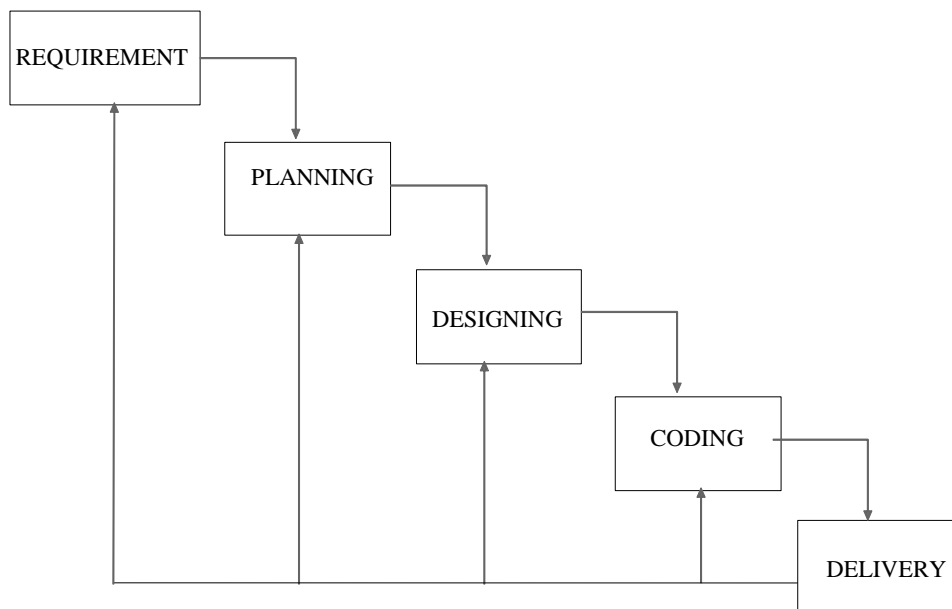 REQUIREMENT
PLANNING
DESIGNING
CODING
DELIVERY